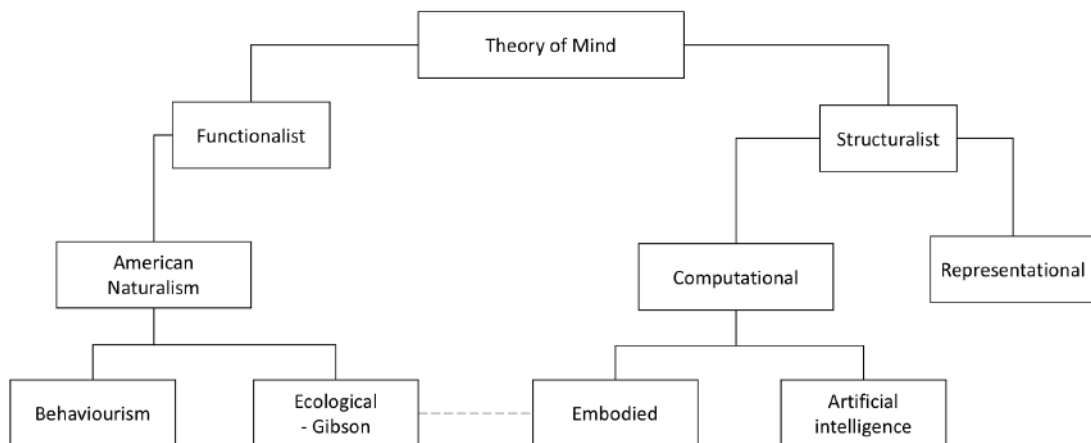 Theory of Mind
Functionalist
Structuralist
American
Naturalism
Computational
Representational
Behaviourism
Ecological
- Gibson
Embodied
Artificial
intelligence